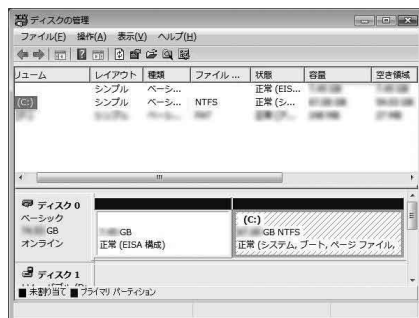 ディスクの管理
ファイル(F) 操作(A) 表示(V) ヘルプ(H)
リューム レイアウト 種類 ファイル ... 状態 容量 空き領域
シンプル ベーシ... 正常 (EIS...
(C:) シンプル ベーシ... NTFS 正常 (シ...
ディスク 0
ベーシック
GB
オンライン
GB
正常 (EISA 構成)
(C:)
GB NTFS
正常 (システム, ブート, ページ ファイル,
ディスク 1
未割り当て プライマリ パーティション